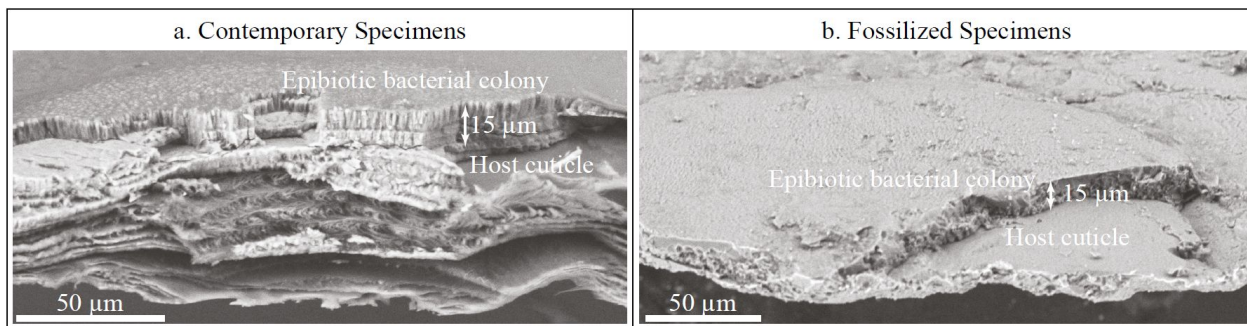 a. Contemporary Specimens
Epibiotic bacterial colony
15 µm
Host cuticle
50 µm
b. Fossilized Specimens
Epibiotic bacterial colony
15 µm
Host cuticle
50 µm